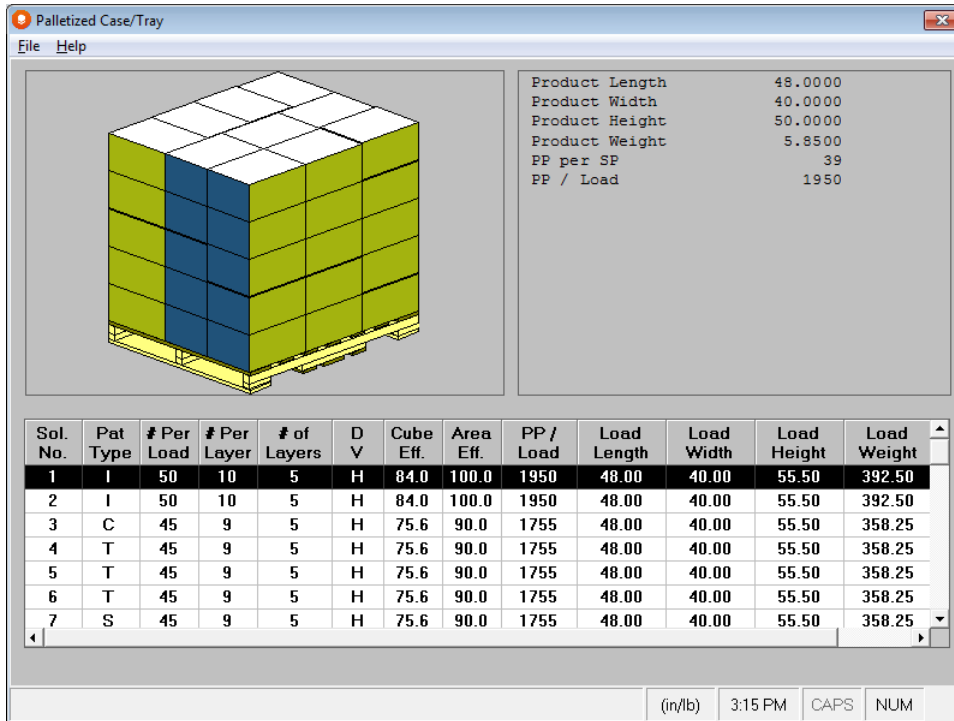 Palletized Case/Tray
File Help
Product Length 48.0000
Product Width 40.0000
Product Height 50.0000
Product Weight 5.8500
PP per SP 39
PP / Load 1950
Sol. No. Pat Type # Per Load # Per Layer # of Layers D V Cube Eff. Area Eff. PP / Load Load Length Load Width Load Height Load Weight
1 I 50 10 5 H 84.0 100.0 1950 48.00 40.00 55.50 392.50
2 I 50 10 5 H 84.0 100.0 1950 48.00 40.00 55.50 392.50
3 C 45 9 5 H 75.6 90.0 1755 48.00 40.00 55.50 358.25
4 T 45 9 5 H 75.6 90.0 1755 48.00 40.00 55.50 358.25
5 T 45 9 5 H 75.6 90.0 1755 48.00 40.00 55.50 358.25
6 T 45 9 5 H 75.6 90.0 1755 48.00 40.00 55.50 358.25
7 S 45 9 5 H 75.6 90.0 1755 48.00 40.00 55.50 358.25
(in/lb) 3:15 PM CAPS NUM